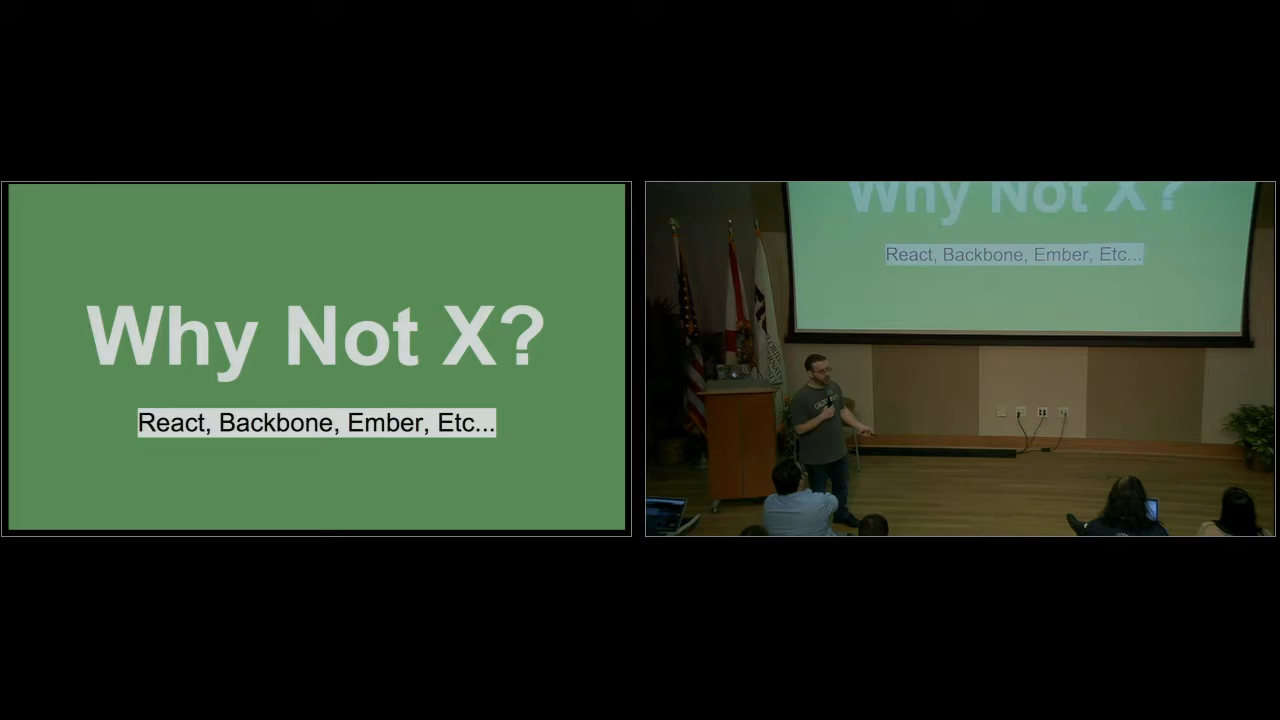 Why Not X?
React, Backbone, Ember, Etc...
Why Not X?
React, Backbone, Ember, Etc...